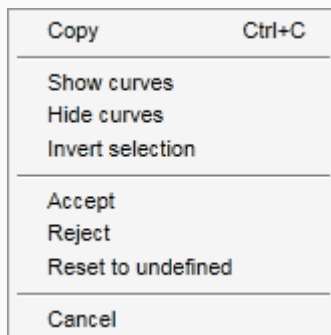 Copy Ctrl+C
Show curves
Hide curves
Invert selection
Accept
Reject
Reset to undefined
Cancel